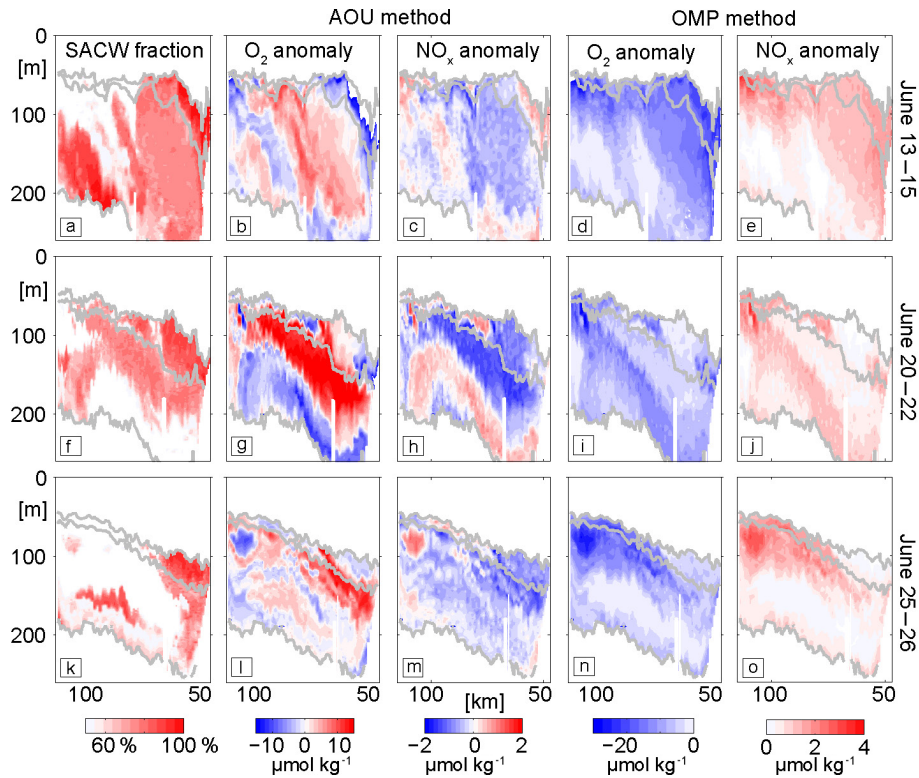 AOU method OMP method
SACW fraction O2 anomaly NOx anomaly O2 anomaly NOx anomaly
0
[m]
100
200
a b c d e
June 13–15
0
[m]
100
200
f g h i j
June 20–22
0
[m]
100
200
k l m n o
June 25–26
100 50 100 50 100 50 100 50 100 50
[km]
60 % 100 % −10 0 10 −2 0 2 −20 0 0 2 4
µmol kg-1 µmol kg-1 µmol kg-1 µmol kg-1